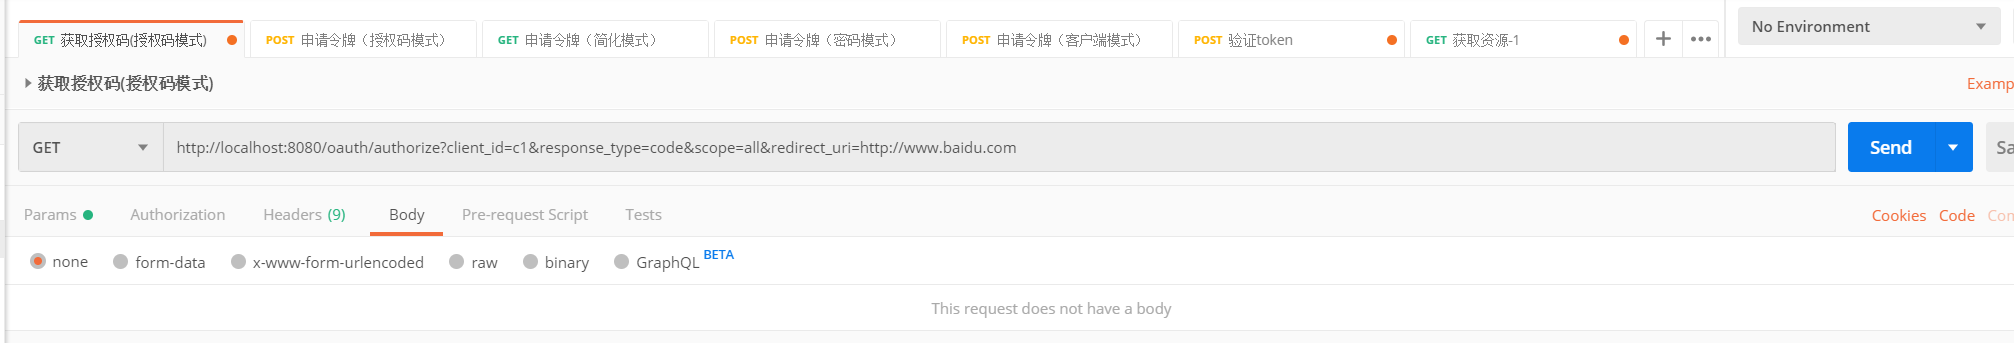 GET 获取授权码(授权码模式) POST 申请令牌（授权码模式） GET 申请令牌（简化模式） POST 申请令牌（密码模式） POST 申请令牌（客户端模式） POST 验证token GET 获取资源-1 + ••• No Environment
获取授权码(授权码模式) Examp
GET http://localhost:8080/oauth/authorize?client_id=c1&response_type=code&scope=all&redirect_uri=http://www.baidu.com Send Sa
Params Authorization Headers (9) Body Pre-request Script Tests Cookies Code Com
none form-data x-www-form-urlencoded raw binary GraphQL BETA
This request does not have a body